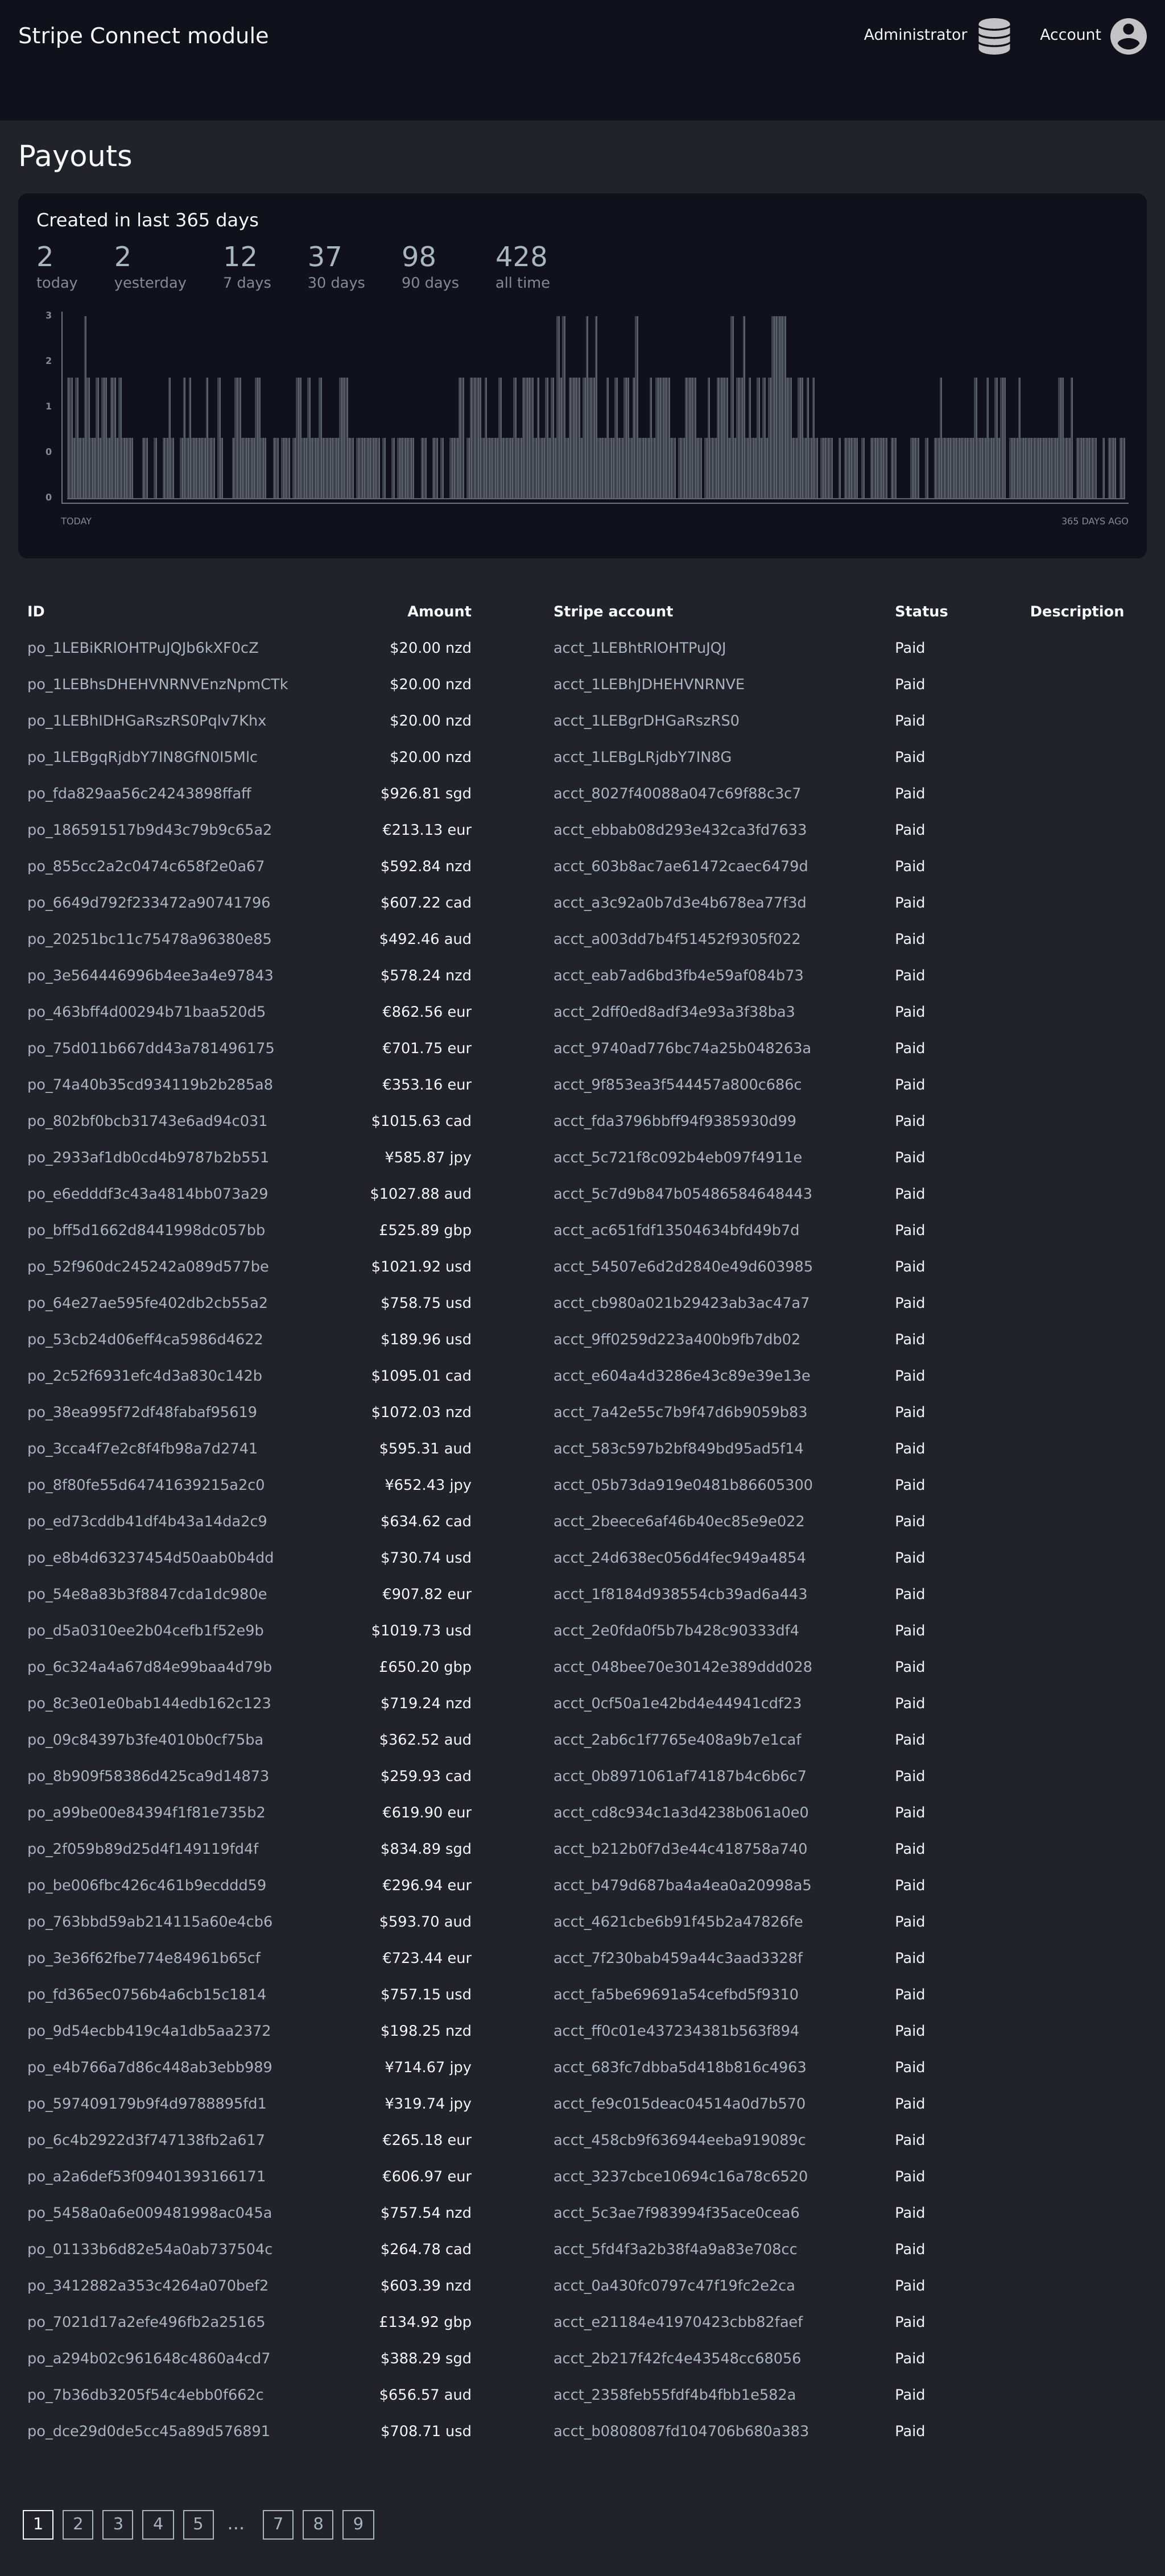 Stripe Connect module
Administrator
Account
Payouts
Created in last 365 days
2 2 12 37 98 428
today yesterday 7 days 30 days 90 days all time
3
2
1
0
0
TODAY 365 DAYS AGO
ID Amount Stripe account Status Description
po_1LEBiKRlOHTPuJQJb6kXF0cZ $20.00 nzd acct_1LEBhtRlOHTPuJQJ Paid
po_1LEBhsDHEHVNRNVEnzNpmCTk $20.00 nzd acct_1LEBhJDHEHVNRNVE Paid
po_1LEBhIDHGaRszRS0Pqlv7Khx $20.00 nzd acct_1LEBgrDHGaRszRS0 Paid
po_1LEBgqRjdbY7IN8GfN0I5Mlc $20.00 nzd acct_1LEBgLRjdbY7IN8G Paid
po_fda829aa56c24243898ffaff $926.81 sgd acct_8027f40088a047c69f88c3c7 Paid
po_186591517b9d43c79b9c65a2 €213.13 eur acct_ebbab08d293e432ca3fd7633 Paid
po_855cc2a2c0474c658f2e0a67 $592.84 nzd acct_603b8ac7ae61472caec6479d Paid
po_6649d792f233472a90741796 $607.22 cad acct_a3c92a0b7d3e4b678ea77f3d Paid
po_20251bc11c75478a96380e85 $492.46 aud acct_a003dd7b4f51452f9305f022 Paid
po_3e564446996b4ee3a4e97843 $578.24 nzd acct_eab7ad6bd3fb4e59af084b73 Paid
po_463bff4d00294b71baa520d5 €862.56 eur acct_2dff0ed8adf34e93a3f38ba3 Paid
po_75d011b667dd43a781496175 €701.75 eur acct_9740ad776bc74a25b048263a Paid
po_74a40b35cd934119b2b285a8 €353.16 eur acct_9f853ea3f544457a800c686c Paid
po_802bf0bcb31743e6ad94c031 $1015.63 cad acct_fda3796bbff94f9385930d99 Paid
po_2933af1db0cd4b9787b2b551 ¥585.87 jpy acct_5c721f8c092b4eb097f4911e Paid
po_e6edddf3c43a4814bb073a29 $1027.88 aud acct_5c7d9b847b05486584648443 Paid
po_bff5d1662d8441998dc057bb £525.89 gbp acct_ac651fdf13504634bfd49b7d Paid
po_52f960dc245242a089d577be $1021.92 usd acct_54507e6d2d2840e49d603985 Paid
po_64e27ae595fe402db2cb55a2 $758.75 usd acct_cb980a021b29423ab3ac47a7 Paid
po_53cb24d06eff4ca5986d4622 $189.96 usd acct_9ff0259d223a400b9fb7db02 Paid
po_2c52f6931efc4d3a830c142b $1095.01 cad acct_e604a4d3286e43c89e39e13e Paid
po_38ea995f72df48fabaf95619 $1072.03 nzd acct_7a42e55c7b9f47d6b9059b83 Paid
po_3cca4f7e2c8f4fb98a7d2741 $595.31 aud acct_583c597b2bf849bd95ad5f14 Paid
po_8f80fe55d64741639215a2c0 ¥652.43 jpy acct_05b73da919e0481b86605300 Paid
po_ed73cddb41df4b43a14da2c9 $634.62 cad acct_2beece6af46b40ec85e9e022 Paid
po_e8b4d63237454d50aab0b4dd $730.74 usd acct_24d638ec056d4fec949a4854 Paid
po_54e8a83b3f8847cda1dc980e €907.82 eur acct_1f8184d938554cb39ad6a443 Paid
po_d5a0310ee2b04cefb1f52e9b $1019.73 usd acct_2e0fda0f5b7b428c90333df4 Paid
po_6c324a4a67d84e99baa4d79b £650.20 gbp acct_048bee70e30142e389ddd028 Paid
po_8c3e01e0bab144edb162c123 $719.24 nzd acct_0cf50a1e42bd4e44941cdf23 Paid
po_09c84397b3fe4010b0cf75ba $362.52 aud acct_2ab6c1f7765e408a9b7e1caf Paid
po_8b909f58386d425ca9d14873 $259.93 cad acct_0b8971061af74187b4c6b6c7 Paid
po_a99be00e84394f1f81e735b2 €619.90 eur acct_cd8c934c1a3d4238b061a0e0 Paid
po_2f059b89d25d4f149119fd4f $834.89 sgd acct_b212b0f7d3e44c418758a740 Paid
po_be006fbc426c461b9ecddd59 €296.94 eur acct_b479d687ba4a4ea0a20998a5 Paid
po_763bbd59ab214115a60e4cb6 $593.70 aud acct_4621cbe6b91f45b2a47826fe Paid
po_3e36f62fbe774e84961b65cf €723.44 eur acct_7f230bab459a44c3aad3328f Paid
po_fd365ec0756b4a6cb15c1814 $757.15 usd acct_fa5be69691a54cefbd5f9310 Paid
po_9d54ecbb419c4a1db5aa2372 $198.25 nzd acct_ff0c01e437234381b563f894 Paid
po_e4b766a7d86c448ab3ebb989 ¥714.67 jpy acct_683fc7dbba5d418b816c4963 Paid
po_597409179b9f4d9788895fd1 ¥319.74 jpy acct_fe9c015deac04514a0d7b570 Paid
po_6c4b2922d3f747138fb2a617 €265.18 eur acct_458cb9f636944eeba919089c Paid
po_a2a6def53f09401393166171 €606.97 eur acct_3237cbce10694c16a78c6520 Paid
po_5458a0a6e009481998ac045a $757.54 nzd acct_5c3ae7f983994f35ace0cea6 Paid
po_01133b6d82e54a0ab737504c $264.78 cad acct_5fd4f3a2b38f4a9a83e708cc Paid
po_3412882a353c4264a070bef2 $603.39 nzd acct_0a430fc0797c47f19fc2e2ca Paid
po_7021d17a2efe496fb2a25165 £134.92 gbp acct_e21184e41970423cbb82faef Paid
po_a294b02c961648c4860a4cd7 $388.29 sgd acct_2b217f42fc4e43548cc68056 Paid
po_7b36db3205f54c4ebb0f662c $656.57 aud acct_2358feb55fdf4b4fbb1e582a Paid
po_dce29d0de5cc45a89d576891 $708.71 usd acct_b0808087fd104706b680a383 Paid
1 2 3 4 5 … 7 8 9